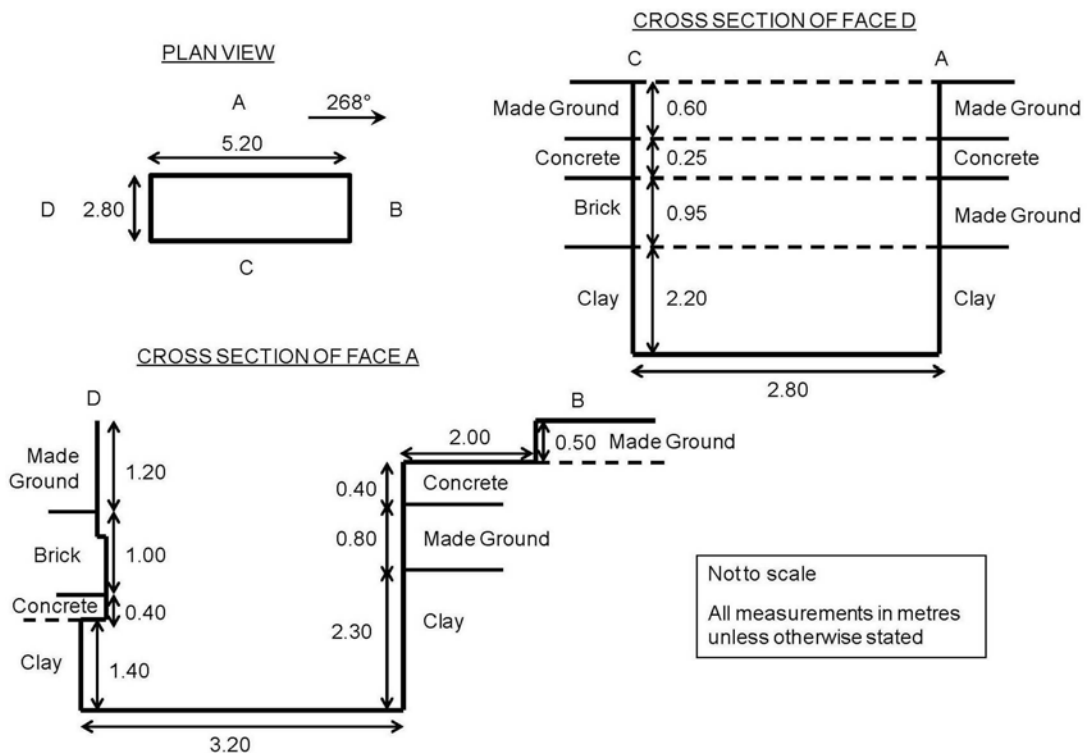 PLAN VIEW
A
268°
5.20
D
2.80
B
C
CROSS SECTION OF FACE D
C
A
Made Ground
0.60
Made Ground
Concrete
0.25
Concrete
Brick
0.95
Made Ground
Clay
2.20
Clay
2.80
CROSS SECTION OF FACE A
D
B
Made
Ground
1.20
2.00
0.50
Made Ground
0.40
Concrete
Brick
1.00
0.80
Made Ground
Concrete
0.40
Clay
1.40
2.30
Clay
3.20
Not to scale
All measurements in metres
unless otherwise stated